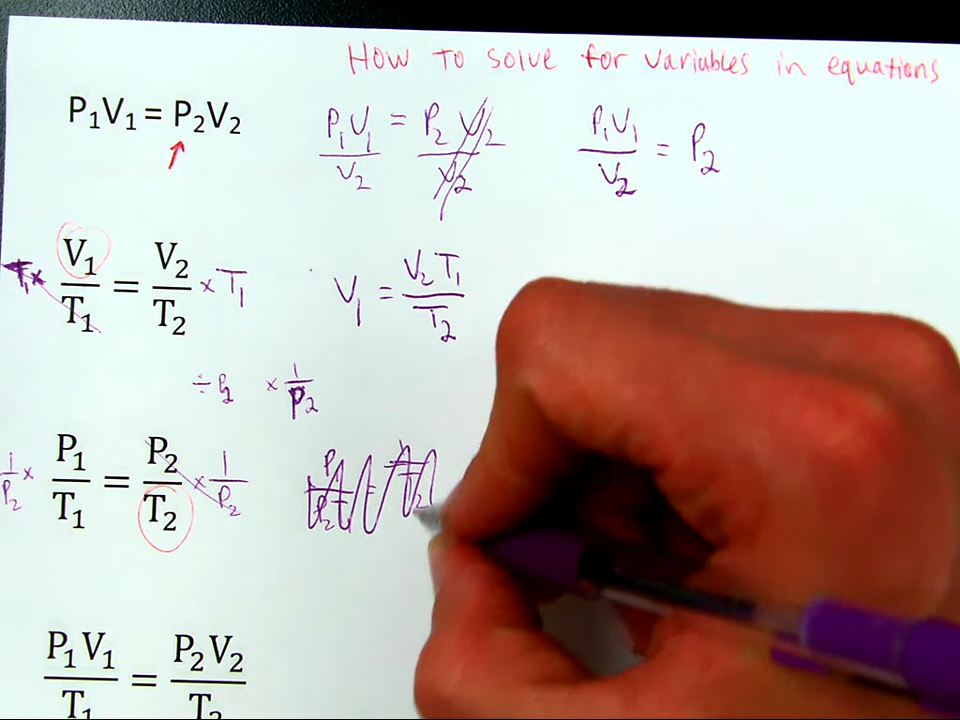 How to solve for variables in equations
P₁V₁ = P₂V₂ P₁V₁/V₂ = P₂V₂/V₂ P₁V₁/V₂ = P₂
T₁× V₁/T₁ = V₂/T₂ × T₁ V₁ = V₂T₁/T₂
÷ P₂ × 1/P₂
1/P₂ × P₁/T₁ = P₂/T₂ × 1/P₂
P₁V₁/T₁ = P₂V₂/T₂